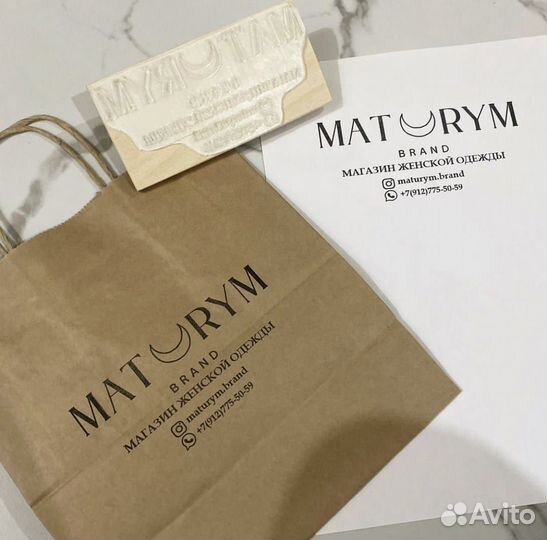 MATURYM
BRAND
МАГАЗИН ЖЕНСКОЙ ОДЕЖДЫ
maturym.brand
+7(912)775-50-59
MATURYM
BRAND
МАГАЗИН ЖЕНСКОЙ ОДЕЖДЫ
maturym.brand
+7(912)775-50-59
Avito